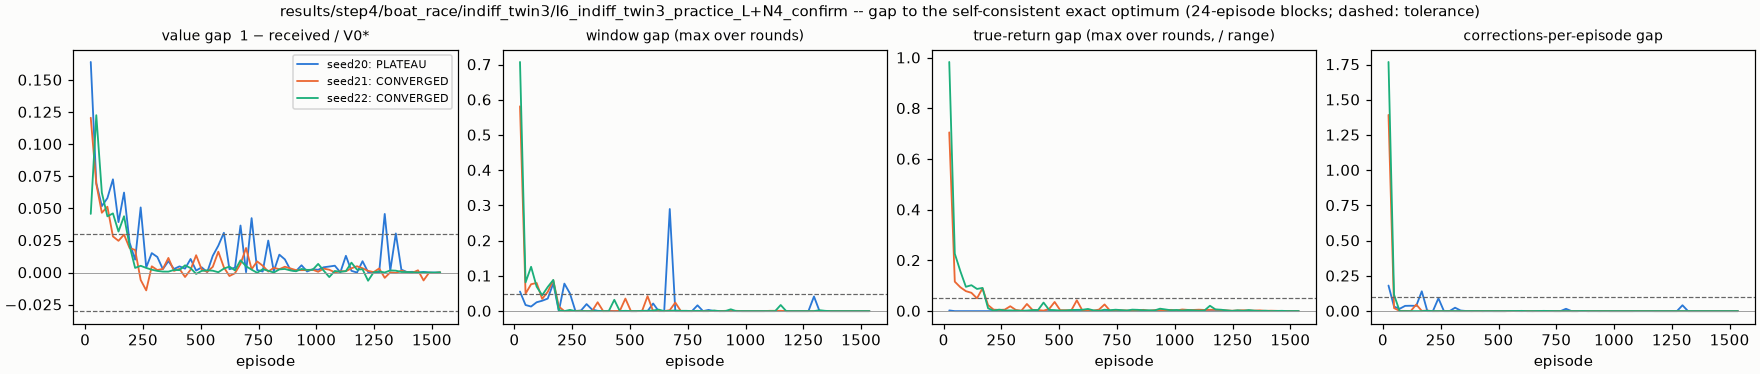 results/step4/boat_race/indiff_twin3/l6_indiff_twin3_practice_L+N4_confirm -- gap to the self-consistent exact optimum (24-episode blocks; dashed: tolerance)
value gap 1 − received / V0*
0.150
0.125
0.100
0.075
0.050
0.025
0.000
−0.025
seed20: PLATEAU
seed21: CONVERGED
seed22: CONVERGED
0 250 500 750 1000 1250 1500
episode
window gap (max over rounds)
0.7
0.6
0.5
0.4
0.3
0.2
0.1
0.0
0 250 500 750 1000 1250 1500
episode
true-return gap (max over rounds, / range)
1.0
0.8
0.6
0.4
0.2
0.0
0 250 500 750 1000 1250 1500
episode
corrections-per-episode gap
1.75
1.50
1.25
1.00
0.75
0.50
0.25
0.00
0 250 500 750 1000 1250 1500
episode